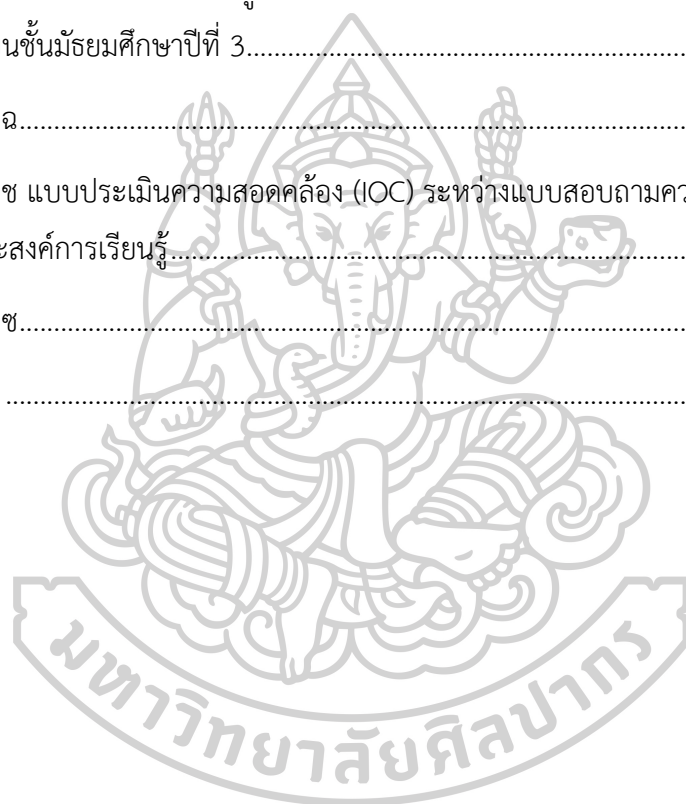 นชั้นมัธยมศึกษาปีที่ 3
ฉ
ช แบบประเมินความสอดคล้อง (IOC) ระหว่างแบบสอบถามคว
ะสงค์การเรียนรู้
ซ
มหาวิทยาลัยศิลปากร